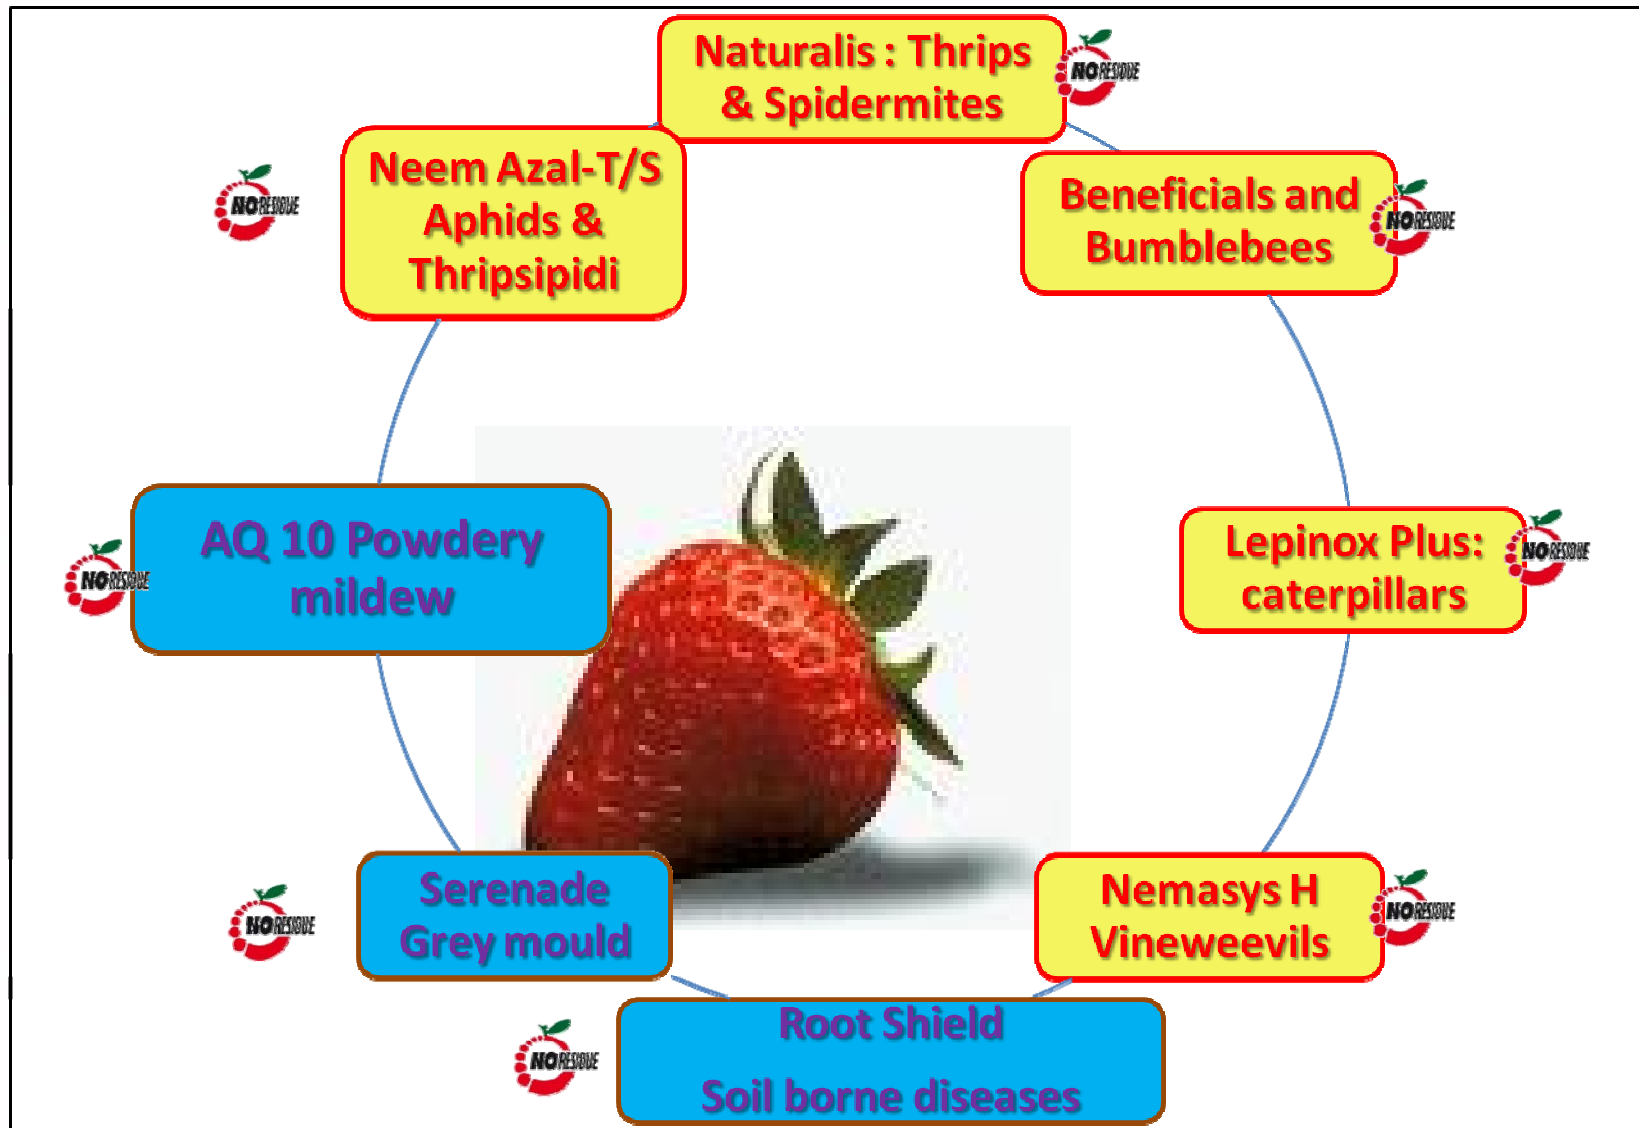 Naturalis : Thrips
& Spidermites
NO RESIDUE
Neem Azal-T/S
Aphids &
Thripsipidi
NO RESIDUE
Beneficials and
Bumblebees
NO RESIDUE
AQ 10 Powdery
mildew
NO RESIDUE
Lepinox Plus:
caterpillars
NO RESIDUE
Serenade
Grey mould
NO RESIDUE
Nemasys H
Vineweevils
NO RESIDUE
Root Shield
Soil borne diseases
NO RESIDUE